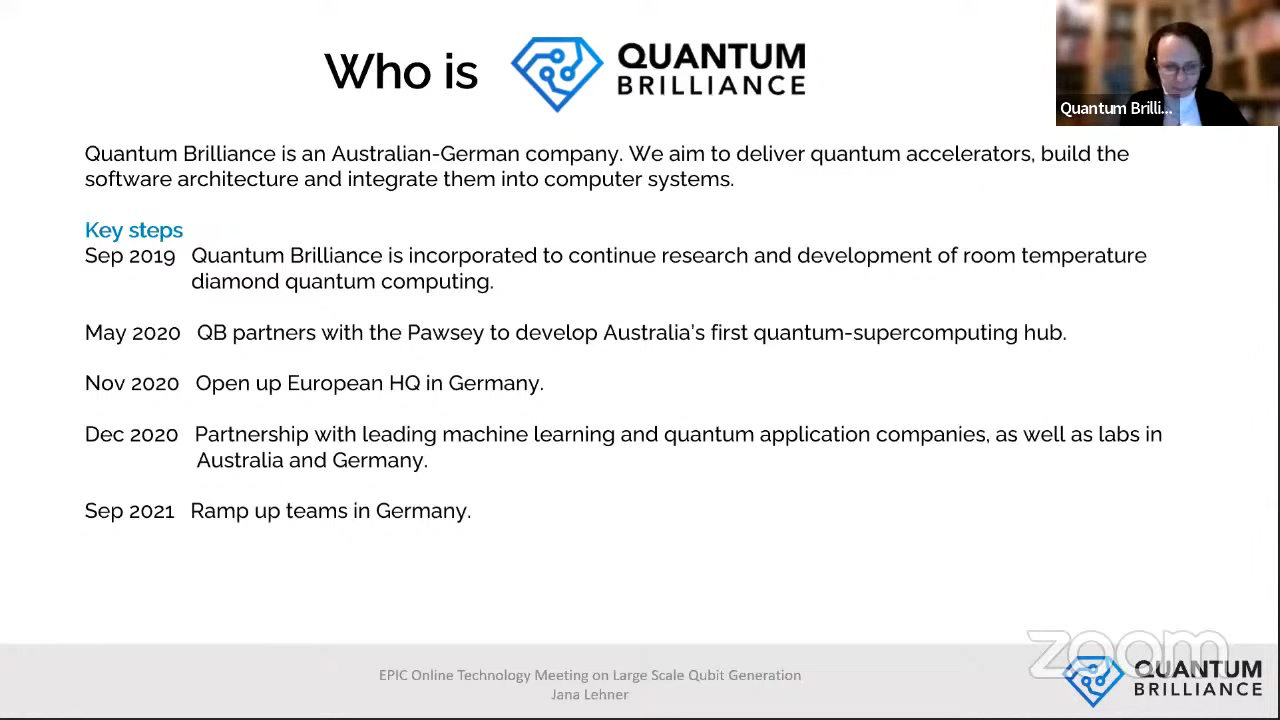 Who is QUANTUM
BRILLIANCE
Quantum Brilli...
Quantum Brilliance is an Australian-German company. We aim to deliver quantum accelerators, build the
software architecture and integrate them into computer systems.
Key steps
Sep 2019 Quantum Brilliance is incorporated to continue research and development of room temperature
diamond quantum computing.
May 2020 QB partners with the Pawsey to develop Australia's first quantum-supercomputing hub.
Nov 2020 Open up European HQ in Germany.
Dec 2020 Partnership with leading machine learning and quantum application companies, as well as labs in
Australia and Germany.
Sep 2021 Ramp up teams in Germany.
EPIC Online Technology Meeting on Large Scale Qubit Generation
Jana Lehner
zoom
QUANTUM
BRILLIANCE